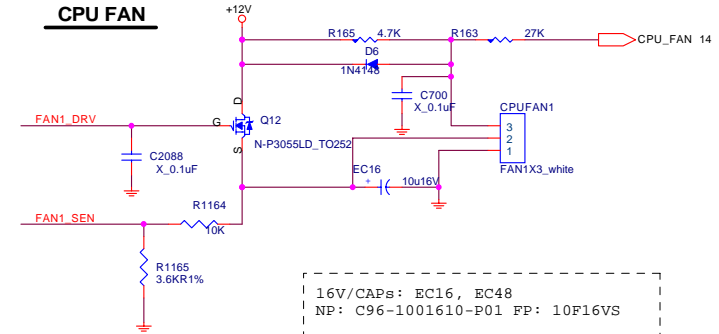 CPU FAN
+12V
R165 4.7K R163 27K
CPU_FAN 14
D6
1N4148
C700
X_0.1uF
CPUFAN1
3
2
1
FAN1X3_white
FAN1_DRV
G
D
S
Q12
N-P3055LD_TO252
C2088
X_0.1uF
EC16
+
10u16V
FAN1_SEN
R1164
10K
R1165
3.6KR1%
16V/CAPs: EC16, EC48
NP: C96-1001610-P01 FP: 10F16VS